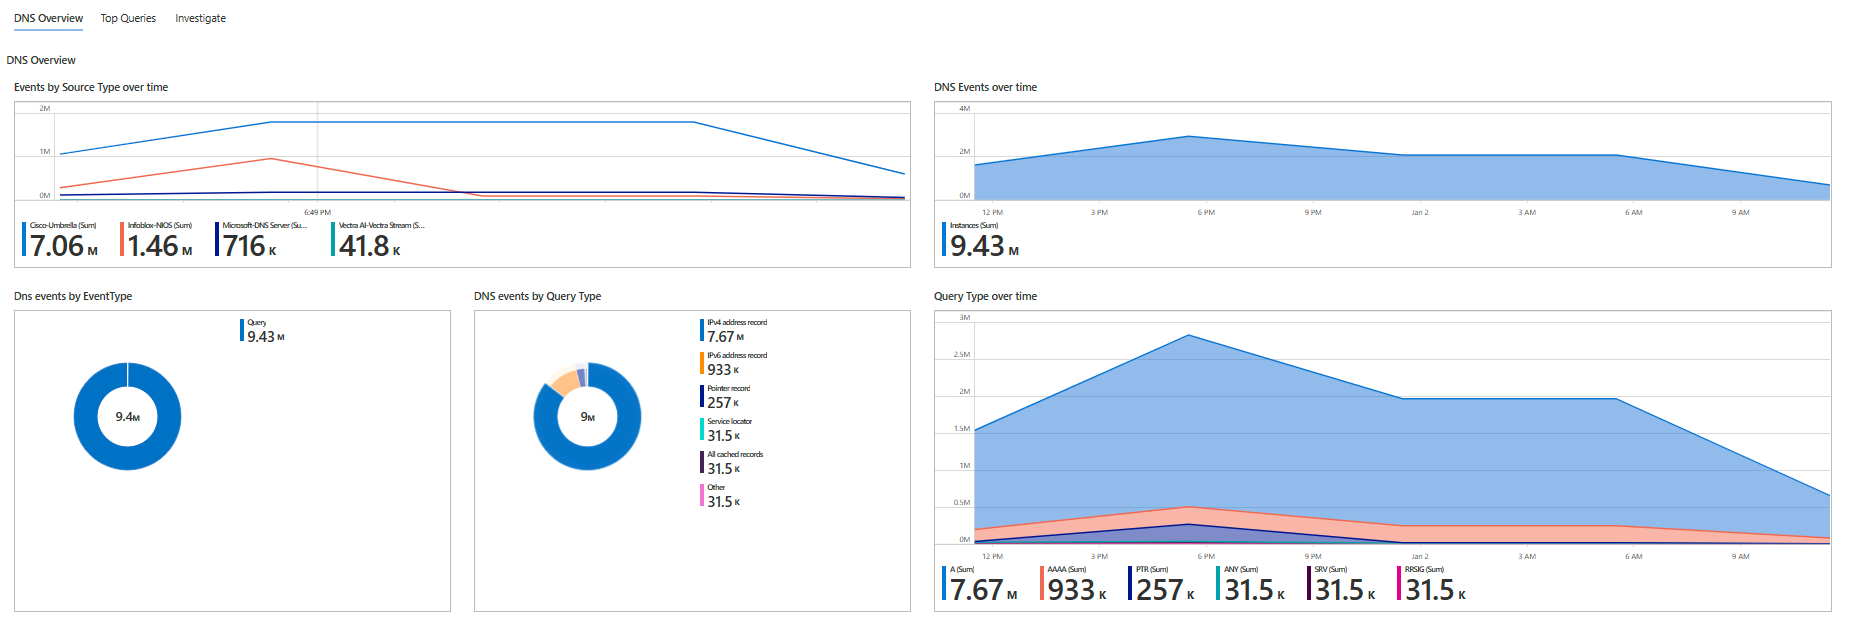 DNS Overview Top Queries Investigate
DNS Overview
Events by Source Type over time
2M
1M
0M
6:49 PM
Cisco-Umbrella (Sum) Infoblox-NIOS (Sum) Microsoft-DNS Server (Su... Vectra AI-Vectra Stream (S...
7.06 M 1.46 M 716 K 41.8 K
DNS Events over time
4M
2M
0M
12 PM 3 PM 6 PM 9 PM Jan 2 3 AM 6 AM 9 AM
Instances (Sum)
9.43 M
Dns events by EventType
Query
9.43 M
9.4M
DNS events by Query Type
IPv4 address record
7.67 M
IPv6 address record
933 K
Pointer record
257 K
Service locator
31.5 K
All cached records
31.5 K
Other
31.5 K
9M
Query Type over time
3M
2.5M
2M
1.5M
1M
0.5M
0M
12 PM 3 PM 6 PM 9 PM Jan 2 3 AM 6 AM 9 AM
A (Sum) AAAA (Sum) PTR (Sum) ANY (Sum) SRV (Sum) RRSIG (Sum)
7.67 M 933 K 257 K 31.5 K 31.5 K 31.5 K